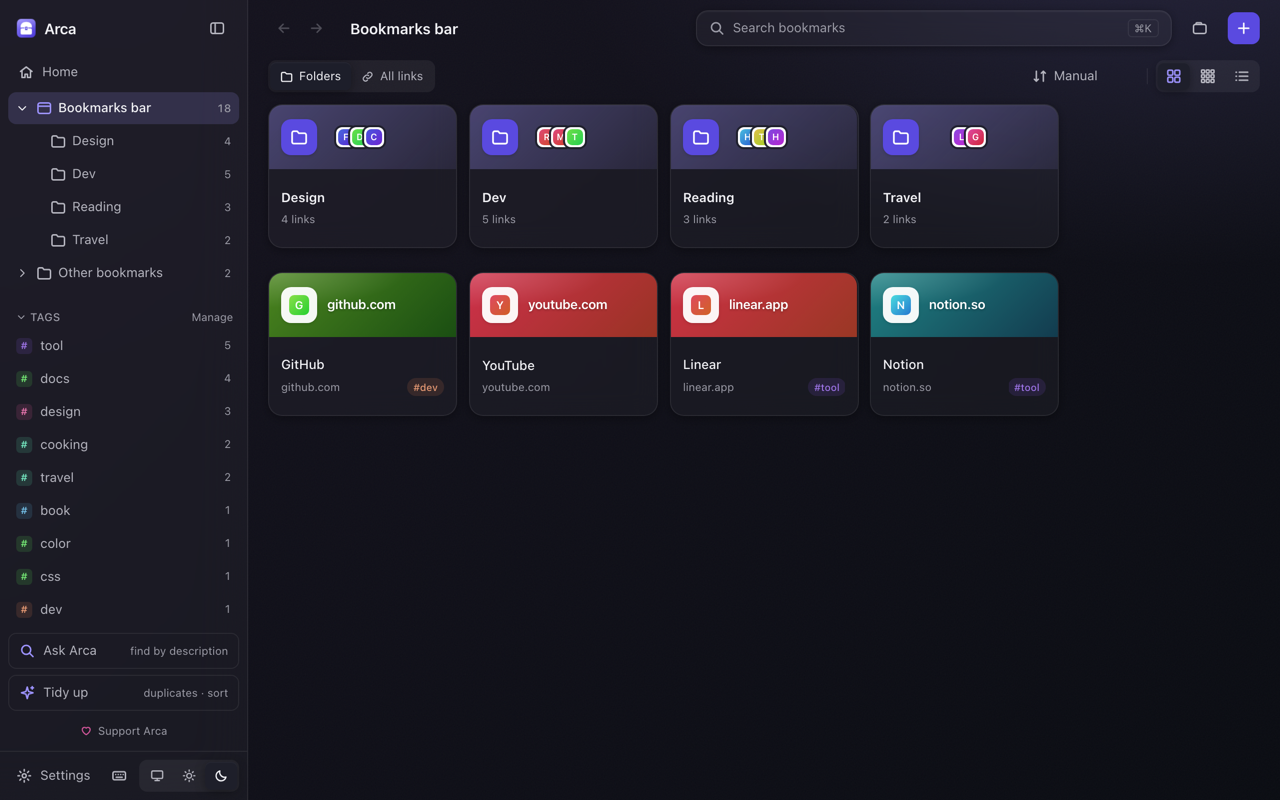 Arca
Home
Bookmarks bar 18
Design 4
Dev 5
Reading 3
Travel 2
Other bookmarks 2
TAGS Manage
# tool 5
# docs 4
# design 3
# cooking 2
# travel 2
# book 1
# color 1
# css 1
# dev 1
Ask Arca find by description
Tidy up duplicates · sort
Support Arca
Settings
Bookmarks bar
Search bookmarks ⌘K
Folders All links
Manual
C
Design
4 links
R M T
Dev
5 links
H T H
Reading
3 links
L G
Travel
2 links
G github.com
GitHub
github.com #dev
Y youtube.com
YouTube
youtube.com
L linear.app
Linear
linear.app #tool
N notion.so
Notion
notion.so #tool